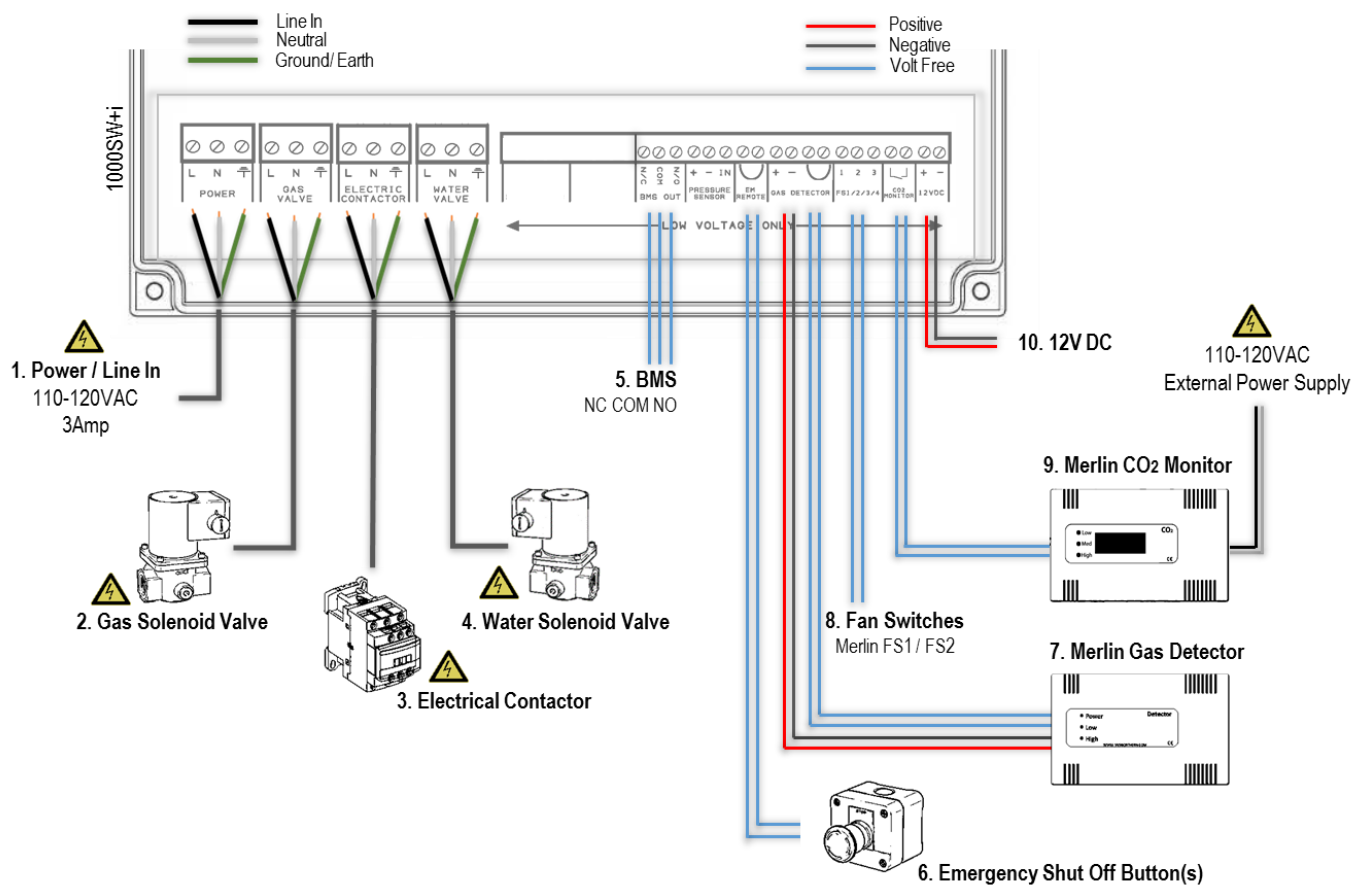 Line In
Neutral
Ground/ Earth
Positive
Negative
Volt Free
1000SW+i
L N
POWER
L N
GAS
VALVE
L N
ELECTRIC
CONTACTOR
L N
WATER
VALVE
N/C COM N/O
BMS OUT
+ - IN
PRESSURE
SENSOR
EM
REMOTE
+ -
GAS DETECTOR
1 2 3
FS1/2/3/4
CO2
MONITOR
+ -
12VDC
LOW VOLTAGE ONLY
1. Power / Line In
110-120VAC
3Amp
2. Gas Solenoid Valve
3. Electrical Contactor
4. Water Solenoid Valve
5. BMS
NC COM NO
10. 12V DC
110-120VAC
External Power Supply
9. Merlin CO2 Monitor
CO2
Low
Med
High
CE
8. Fan Switches
Merlin FS1 / FS2
7. Merlin Gas Detector
Power
Detector
Low
High
CE
6. Emergency Shut Off Button(s)